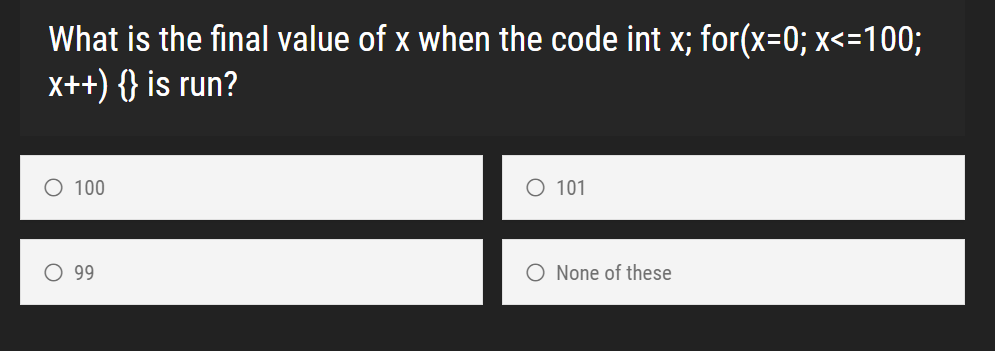 What is the final value of x when the code int x; for(x=0; x<=100;
x++) {} is run?
100
101
99
None of these